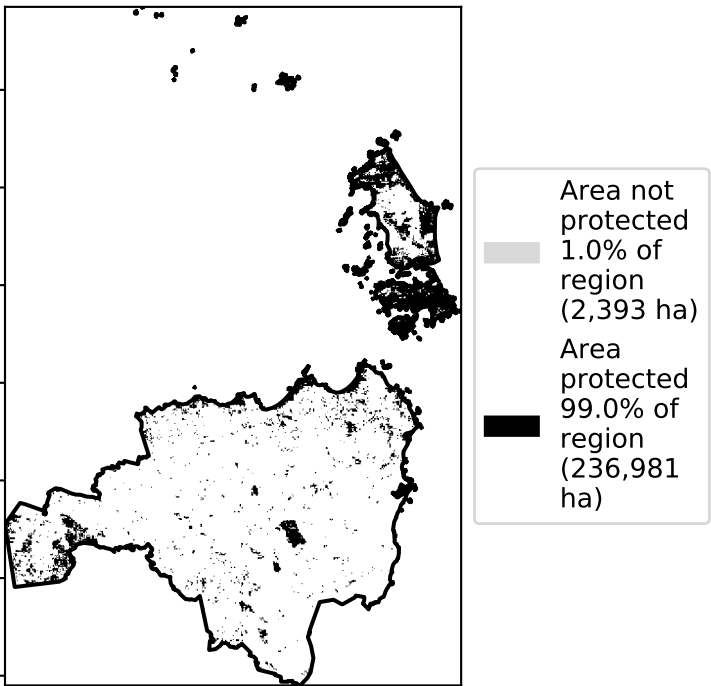 Area not
protected
1.0% of
region
(2,393 ha)
Area
protected
99.0% of
region
(236,981
ha)